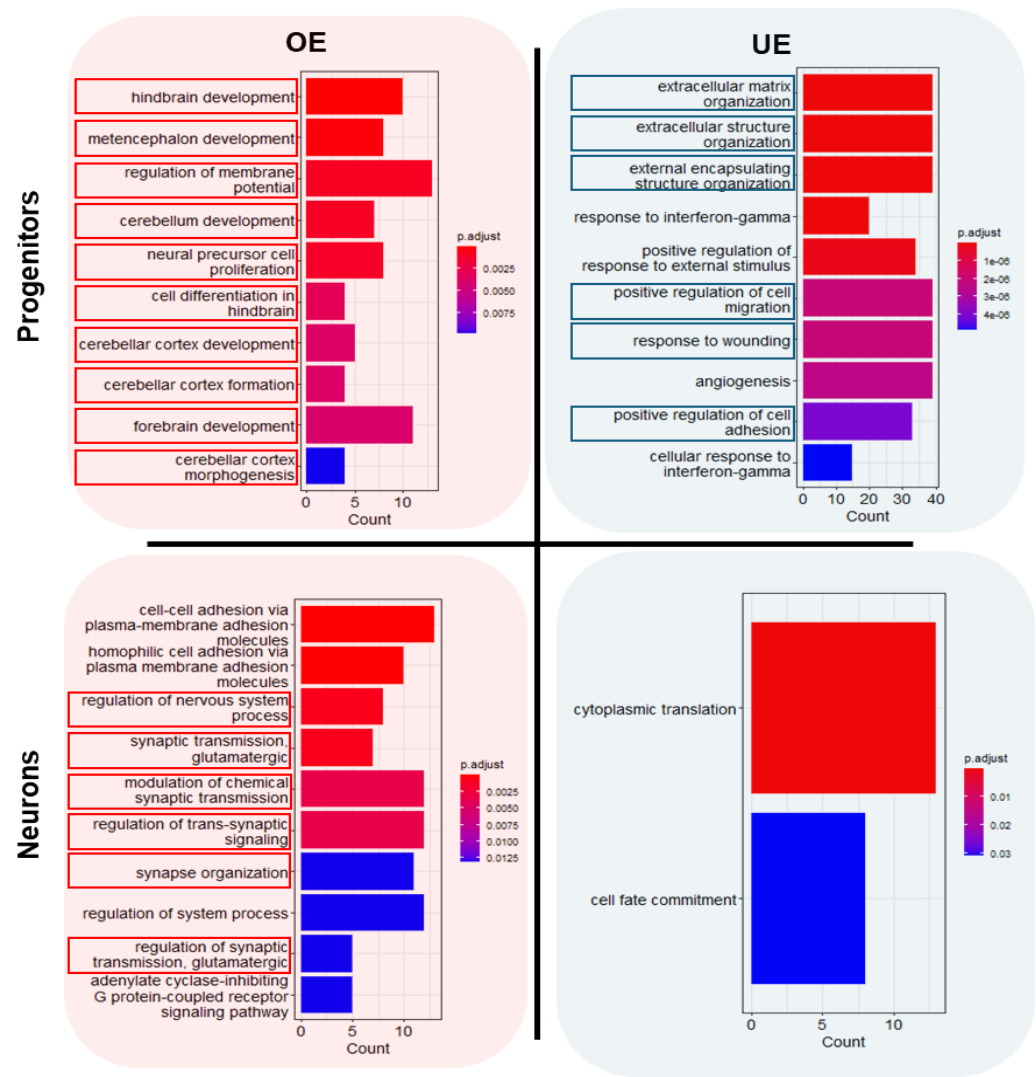 OE
Progenitors
hindbrain development
metencephalon development
regulation of membrane
potential
cerebellum development
neural precursor cell
proliferation
cell differentiation in
hindbrain
cerebellar cortex development
cerebellar cortex formation
forebrain development
cerebellar cortex
morphogenesis
0 5 10
Count
p.adjust
0.0025
0.0050
0.0075
UE
extracellular matrix
organization
extracellular structure
organization
external encapsulating
structure organization
response to interferon-gamma
positive regulation of
response to external stimulus
positive regulation of cell
migration
response to wounding
angiogenesis
positive regulation of cell
adhesion
cellular response to
interferon-gamma
0 10 20 30 40
Count
p.adjust
1e-06
2e-06
3e-06
4e-06
Neurons
cell-cell adhesion via
plasma-membrane adhesion
molecules
homophilic cell adhesion via
plasma membrane adhesion
molecules
regulation of nervous system
process
synaptic transmission,
glutamatergic
modulation of chemical
synaptic transmission
regulation of trans-synaptic
signaling
synapse organization
regulation of system process
regulation of synaptic
transmission, glutamatergic
adenylate cyclase-inhibiting
G protein-coupled receptor
signaling pathway
0 5 10
Count
p.adjust
0.0025
0.0050
0.0075
0.0100
0.0125
cytoplasmic translation
cell fate commitment
0 5 10
Count
p.adjust
0.01
0.02
0.03